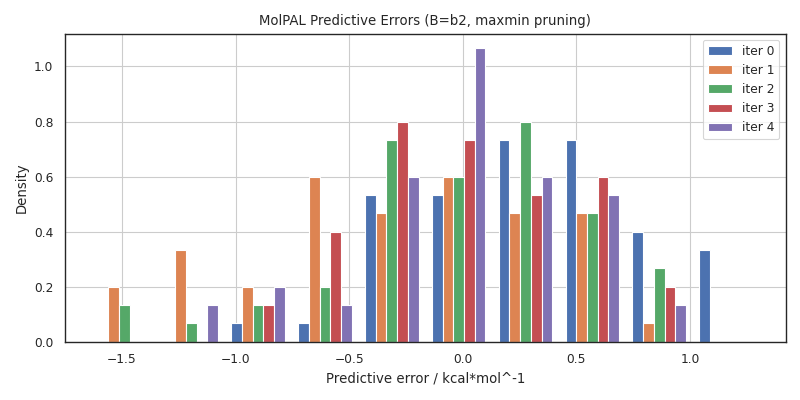 MolPAL Predictive Errors (B=b2, maxmin pruning)
iter 0
iter 1
iter 2
iter 3
iter 4
Density
1.0
0.8
0.6
0.4
0.2
0.0
−1.5 −1.0 −0.5 0.0 0.5 1.0
Predictive error / kcal*mol^-1